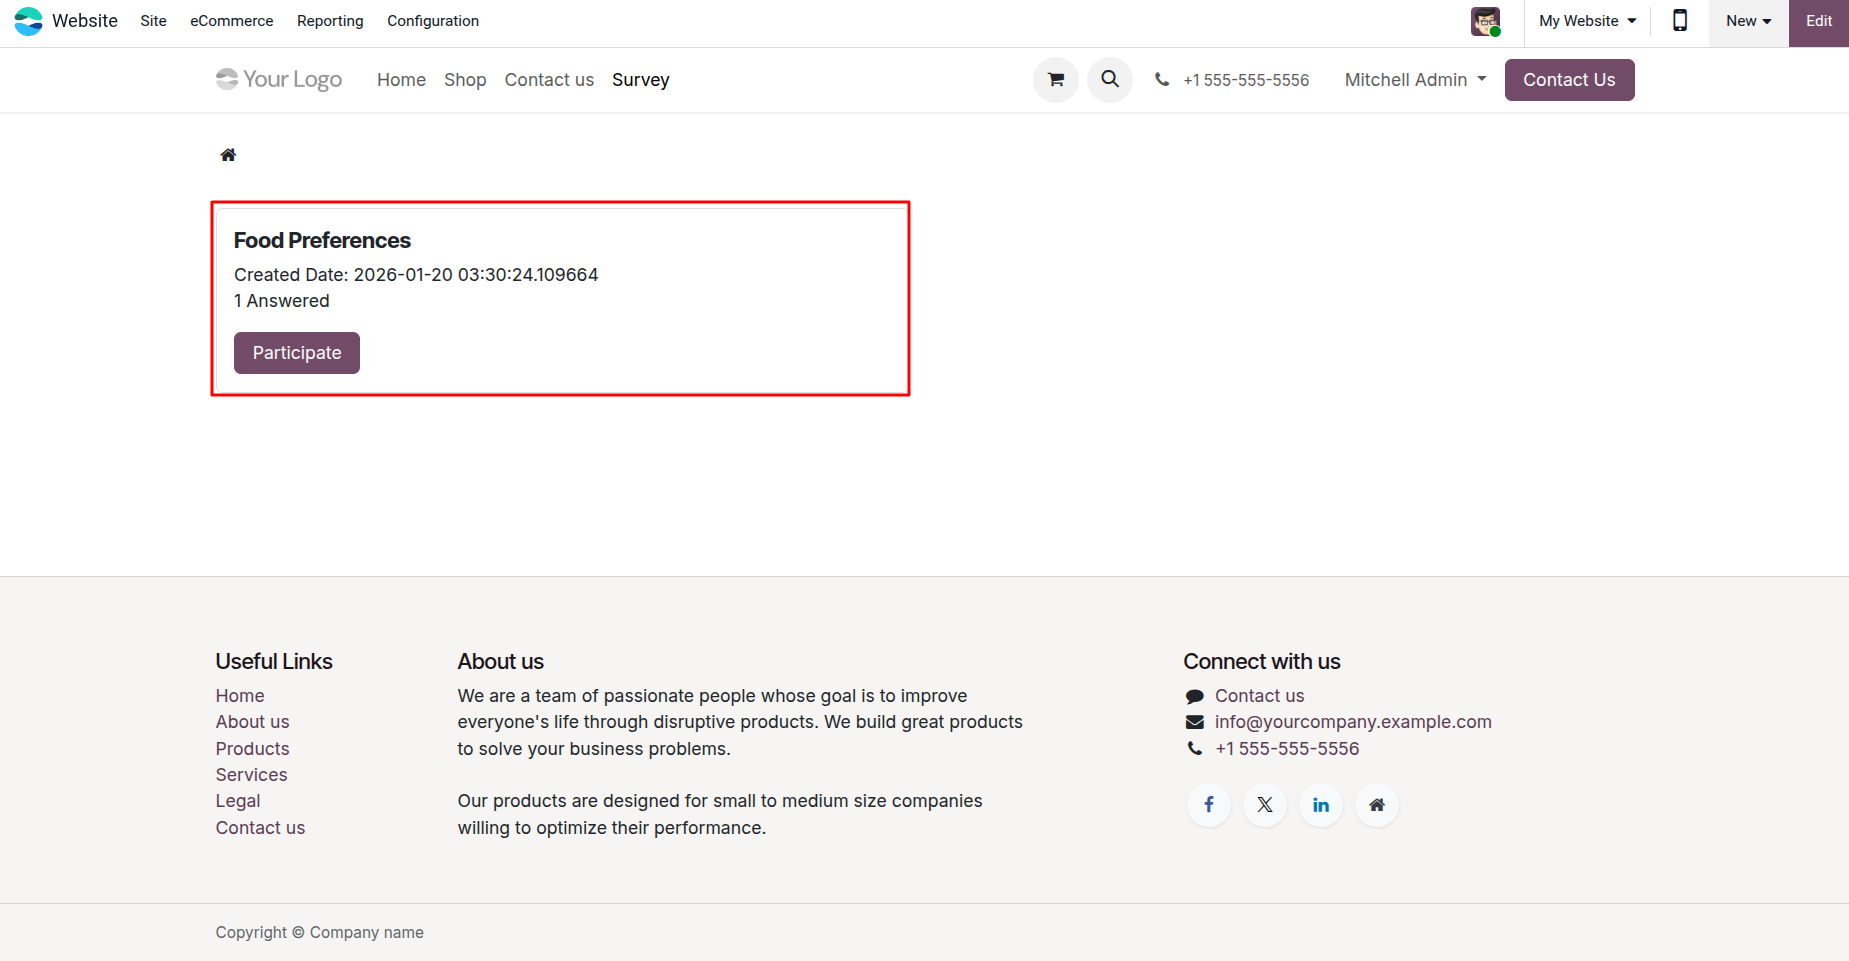 Website Site eCommerce Reporting Configuration My Website New Edit
Your Logo Home Shop Contact us Survey +1 555-555-5556 Mitchell Admin Contact Us
Food Preferences
Created Date: 2026-01-20 03:30:24.109664
1 Answered
Participate
Useful Links
Home
About us
Products
Services
Legal
Contact us
About us
We are a team of passionate people whose goal is to improve
everyone's life through disruptive products. We build great products
to solve your business problems.
Our products are designed for small to medium size companies
willing to optimize their performance.
Connect with us
Contact us
info@yourcompany.example.com
+1 555-555-5556
Copyright © Company name